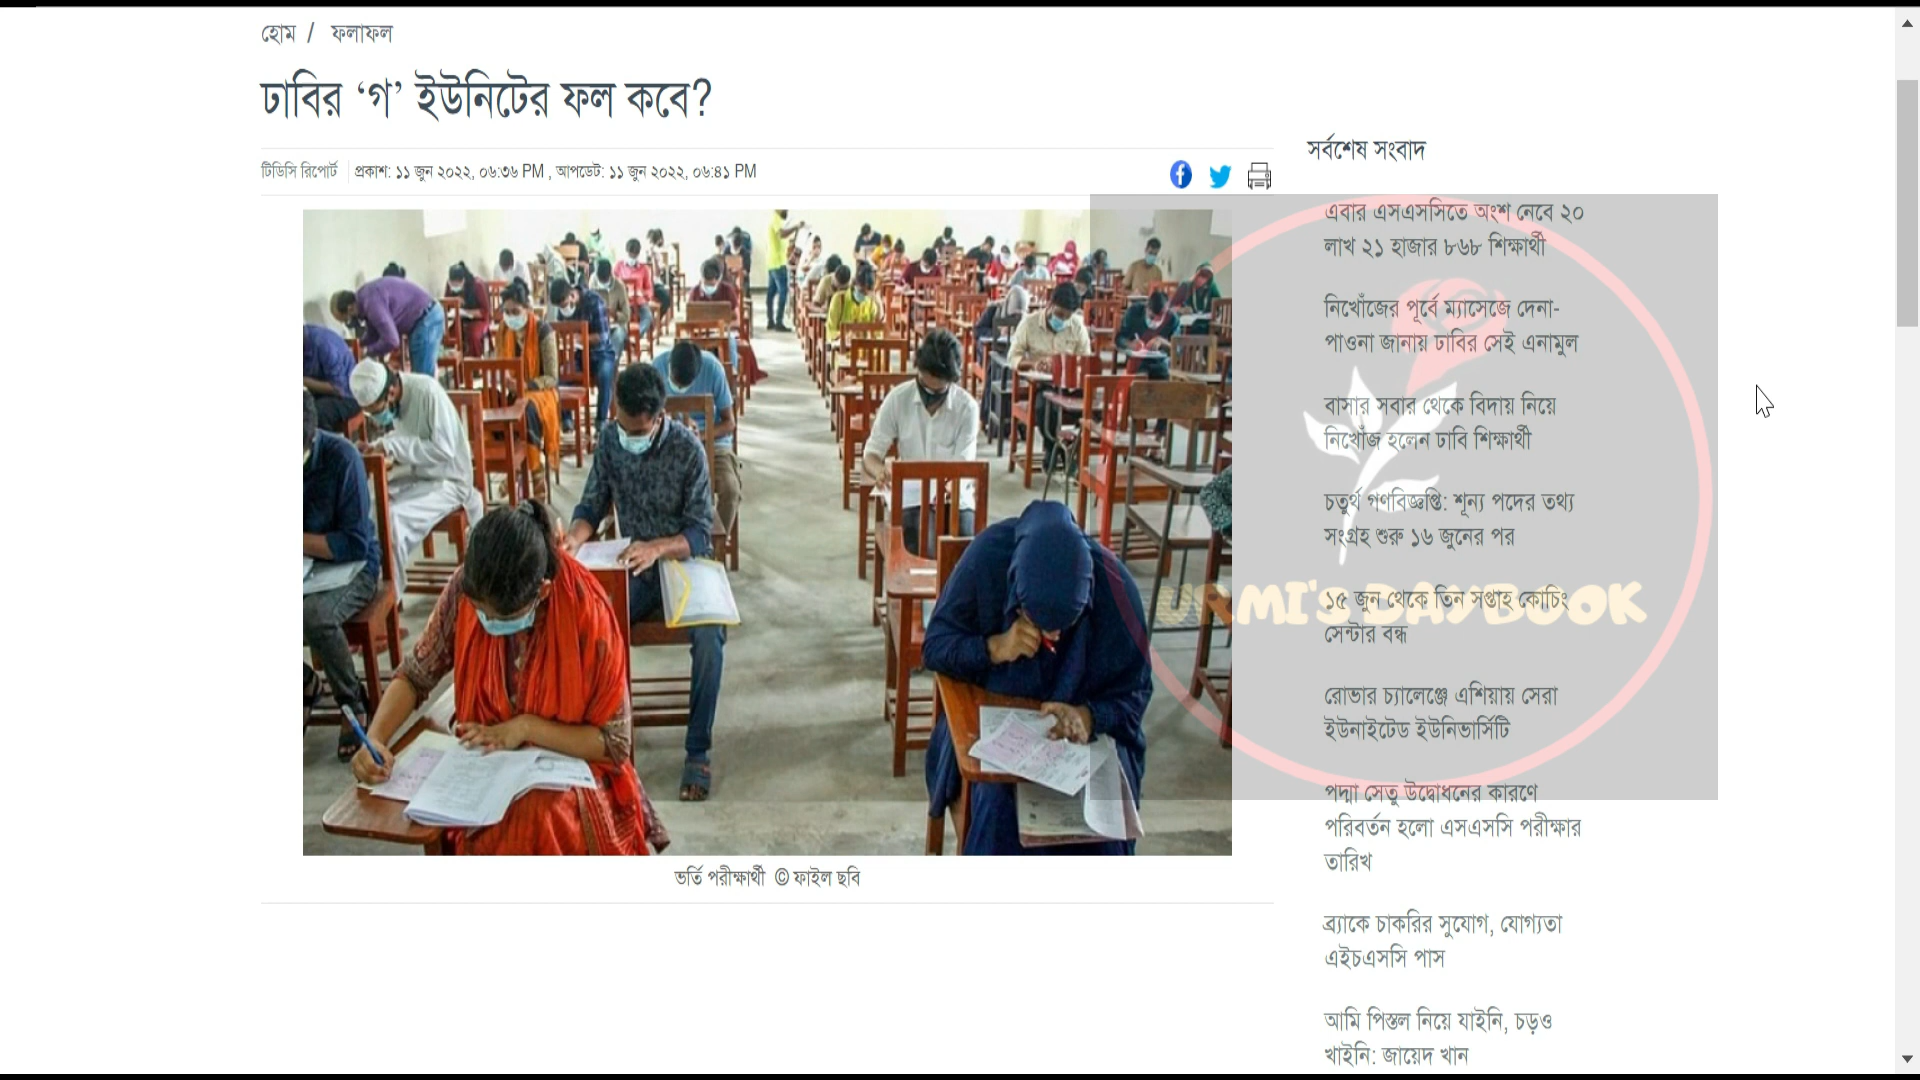 হোম / ফলাফল
ঢাবির ‘গ’ ইউনিটের ফল কবে?
টিডিসি রিপোর্ট
প্রকাশ: ১১ জুন ২০২২, ০৬:৩৬ PM , আপডেট: ১১ জুন ২০২২, ০৬:৪১ PM
ভর্তি পরীক্ষার্থী © ফাইল ছবি
সর্বশেষ সংবাদ
এবার এসএসসিতে অংশ নেবে ২০
লাখ ২১ হাজার ৮৬৮ শিক্ষার্থী
নিখোঁজের পূর্বে ম্যাসেজে দেনা-
পাওনা জানায় ঢাবির সেই এনামুল
বাসার সবার থেকে বিদায় নিয়ে
নিখোঁজ হলেন ঢাবি শিক্ষার্থী
চতুর্থ গণবিজ্ঞপ্তি: শূন্য পদের তথ্য
সংগ্রহ শুরু ১৬ জুনের পর
URMI's DAYBOOK
১৫ জুন থেকে তিন সপ্তাহ কোচিং
সেন্টার বন্ধ
রোভার চ্যালেঞ্জে এশিয়ায় সেরা
ইউনাইটেড ইউনিভার্সিটি
পদ্মা সেতু উদ্বোধনের কারণে
পরিবর্তন হলো এসএসসি পরীক্ষার
তারিখ
ব্র্যাকে চাকরির সুযোগ, যোগ্যতা
এইচএসসি পাস
আমি পিস্তল নিয়ে যাইনি, চড়ও
খাইনি: জায়েদ খান